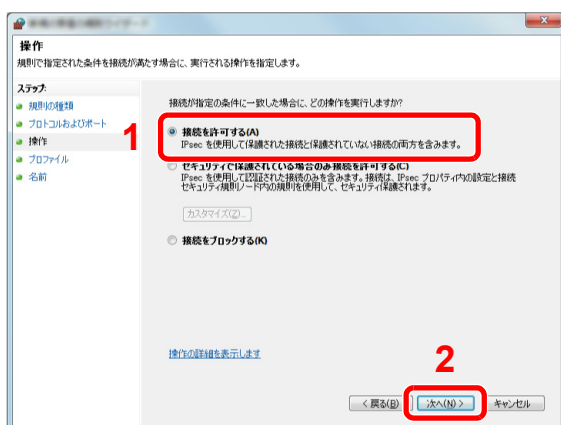 操作
規則で指定された条件を接続が満たす場合に、実行される操作を指定します。
ステップ:
規則の種類
プロトコルおよびポート
操作
プロファイル
名前
接続が指定の条件に一致した場合に、どの操作を実行しますか?
1
接続を許可する(A)
IPsec を使用して保護された接続と保護されていない接続の両方を含みます。
セキュリティで保護されている場合のみ接続を許可する(C)
IPsec を使用して認証された接続のみを含みます。接続は、IPsec プロパティ内の設定と接続
セキュリティ規則ノード内の規則を使用して、セキュリティ保護されます。
カスタマイズ(Z)...
接続をブロックする(K)
操作の詳細を表示します
2
< 戻る(B)
次へ(N) >
キャンセル